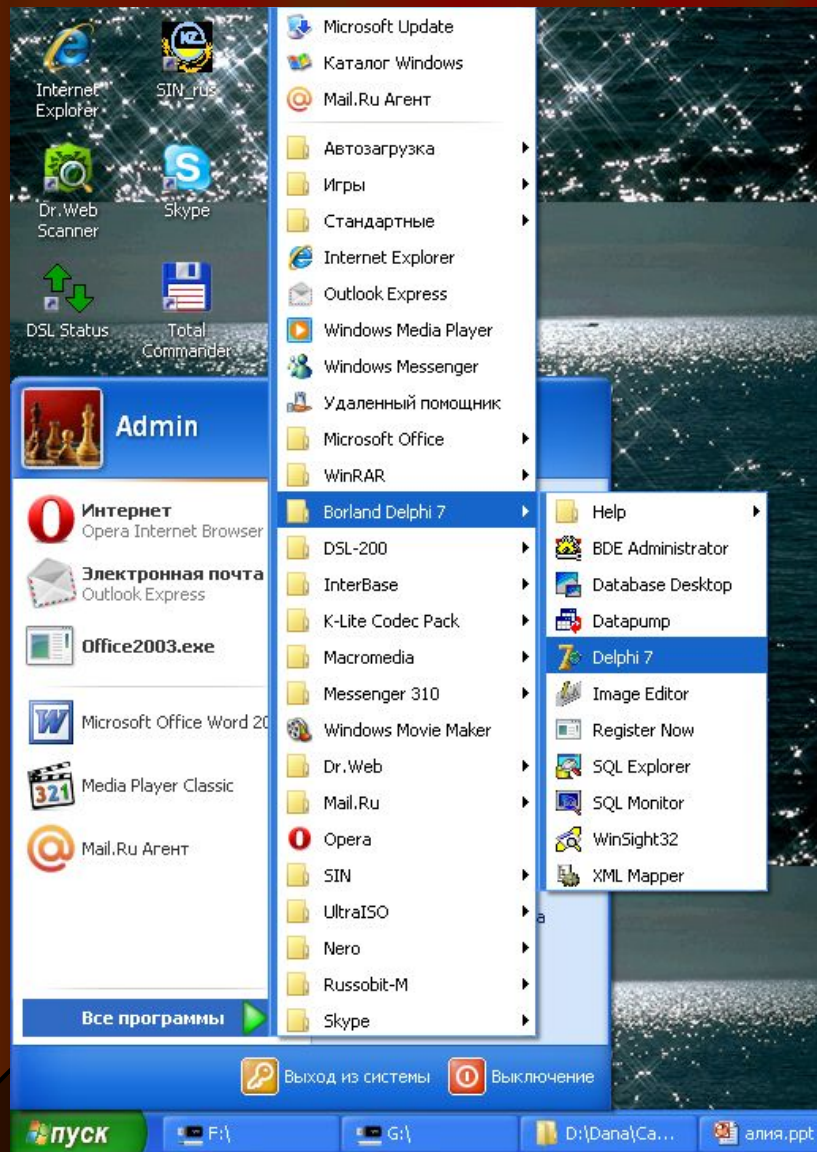 Internet
Explorer
SIN_rus
Dr.Web
Scanner
Skype
DSL Status
Total
Commander
Admin
Интернет
Opera Internet Browser
Электронная почта
Outlook Express
Office2003.exe
Microsoft Office Word 20
Media Player Classic
Mail.Ru Агент
Все программы
Microsoft Update
Каталог Windows
Mail.Ru Агент
Автозагрузка
Игры
Стандартные
Internet Explorer
Outlook Express
Windows Media Player
Windows Messenger
Удаленный помощник
Microsoft Office
WinRAR
Borland Delphi 7
DSL-200
InterBase
K-Lite Codec Pack
Macromedia
Messenger 310
Windows Movie Maker
Dr.Web
Mail.Ru
Opera
SIN
UltraISO
Nero
Russobit-M
Skype
Help
BDE Administrator
Database Desktop
Datapump
Delphi 7
Image Editor
Register Now
SQL Explorer
SQL Monitor
WinSight32
XML Mapper
а
Выход из системы
Выключение
пуск
F:\
G:\
D:\Dana\Ca...
алия.ppt